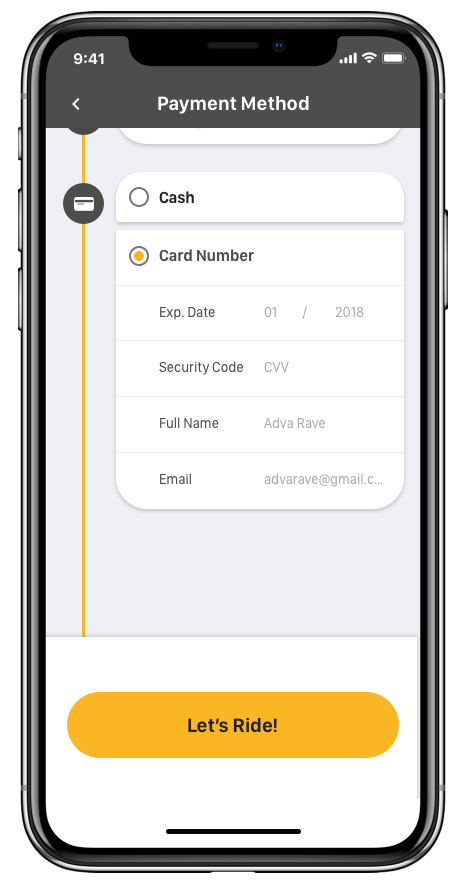 9:41
Payment Method
Cash
Card Number
Exp. Date 01 / 2018
Security Code CVV
Full Name Adva Rave
Email advarave@gmail.c...
Let's Ride!